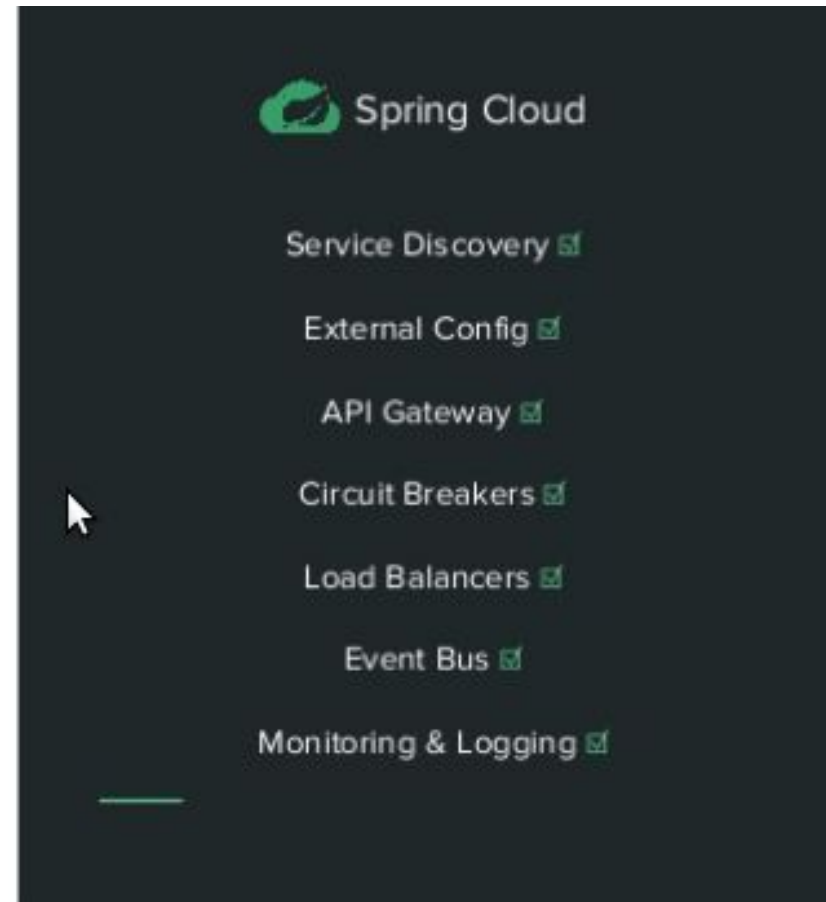 Spring Cloud
Service Discovery ☑
External Config ☑
API Gateway ☑
Circuit Breakers ☑
Load Balancers ☑
Event Bus ☑
Monitoring & Logging ☑